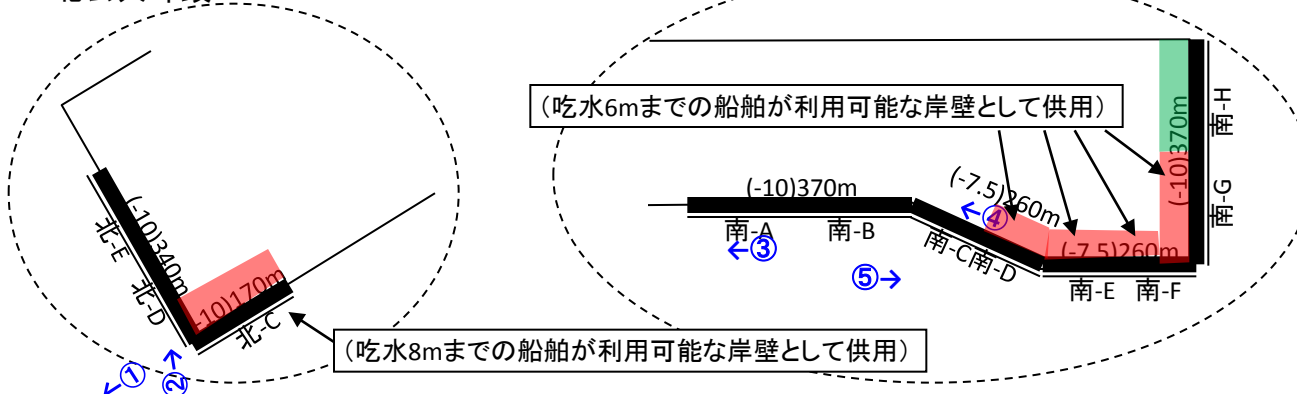 (-10)340m
北-E
北-D
(-10)170m
北-C
(吃水8mまでの船舶が利用可能な岸壁として供用)
←①
②→
(吃水6mまでの船舶が利用可能な岸壁として供用)
(-10)370m
南-A
南-B
←③
(-7.5)260m
←④
南-C
南-D
⑤→
(-7.5)260m
南-E
南-F
(-10)370m
南-H
南-G